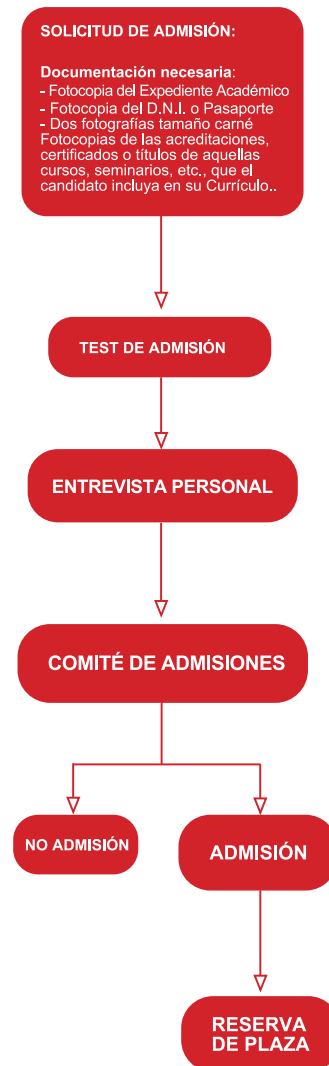 SOLICITUD DE ADMISIÓN:
Documentación necesaria:
- Fotocopia del Expediente Académico
- Fotocopia del D.N.I. o Pasaporte
- Dos fotografías tamaño carné
Fotocopias de las acreditaciones,
certificados o títulos de aquellas
cursos, seminarios, etc., que el
candidato incluya en su Currículo..
TEST DE ADMISIÓN
ENTREVISTA PERSONAL
COMITÉ DE ADMISIONES
NO ADMISIÓN
ADMISIÓN
RESERVA
DE PLAZA